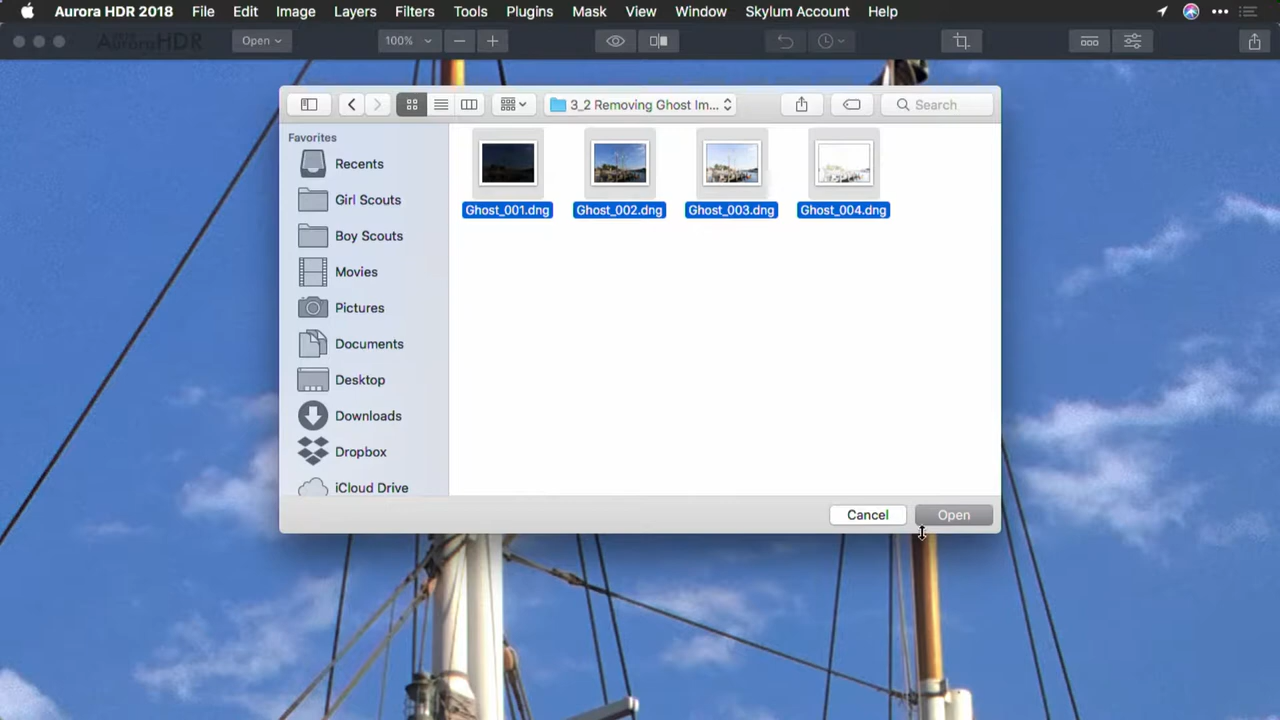 Aurora HDR 2018 File Edit Image Layers Filters Tools Plugins Mask View Window Skylum Account Help
AuroraHDR Open 100%
3_2 Removing Ghost Im... Search
Favorites
Recents
Girl Scouts
Boy Scouts
Movies
Pictures
Documents
Desktop
Downloads
Dropbox
iCloud Drive
Ghost_001.dng Ghost_002.dng Ghost_003.dng Ghost_004.dng
Cancel Open